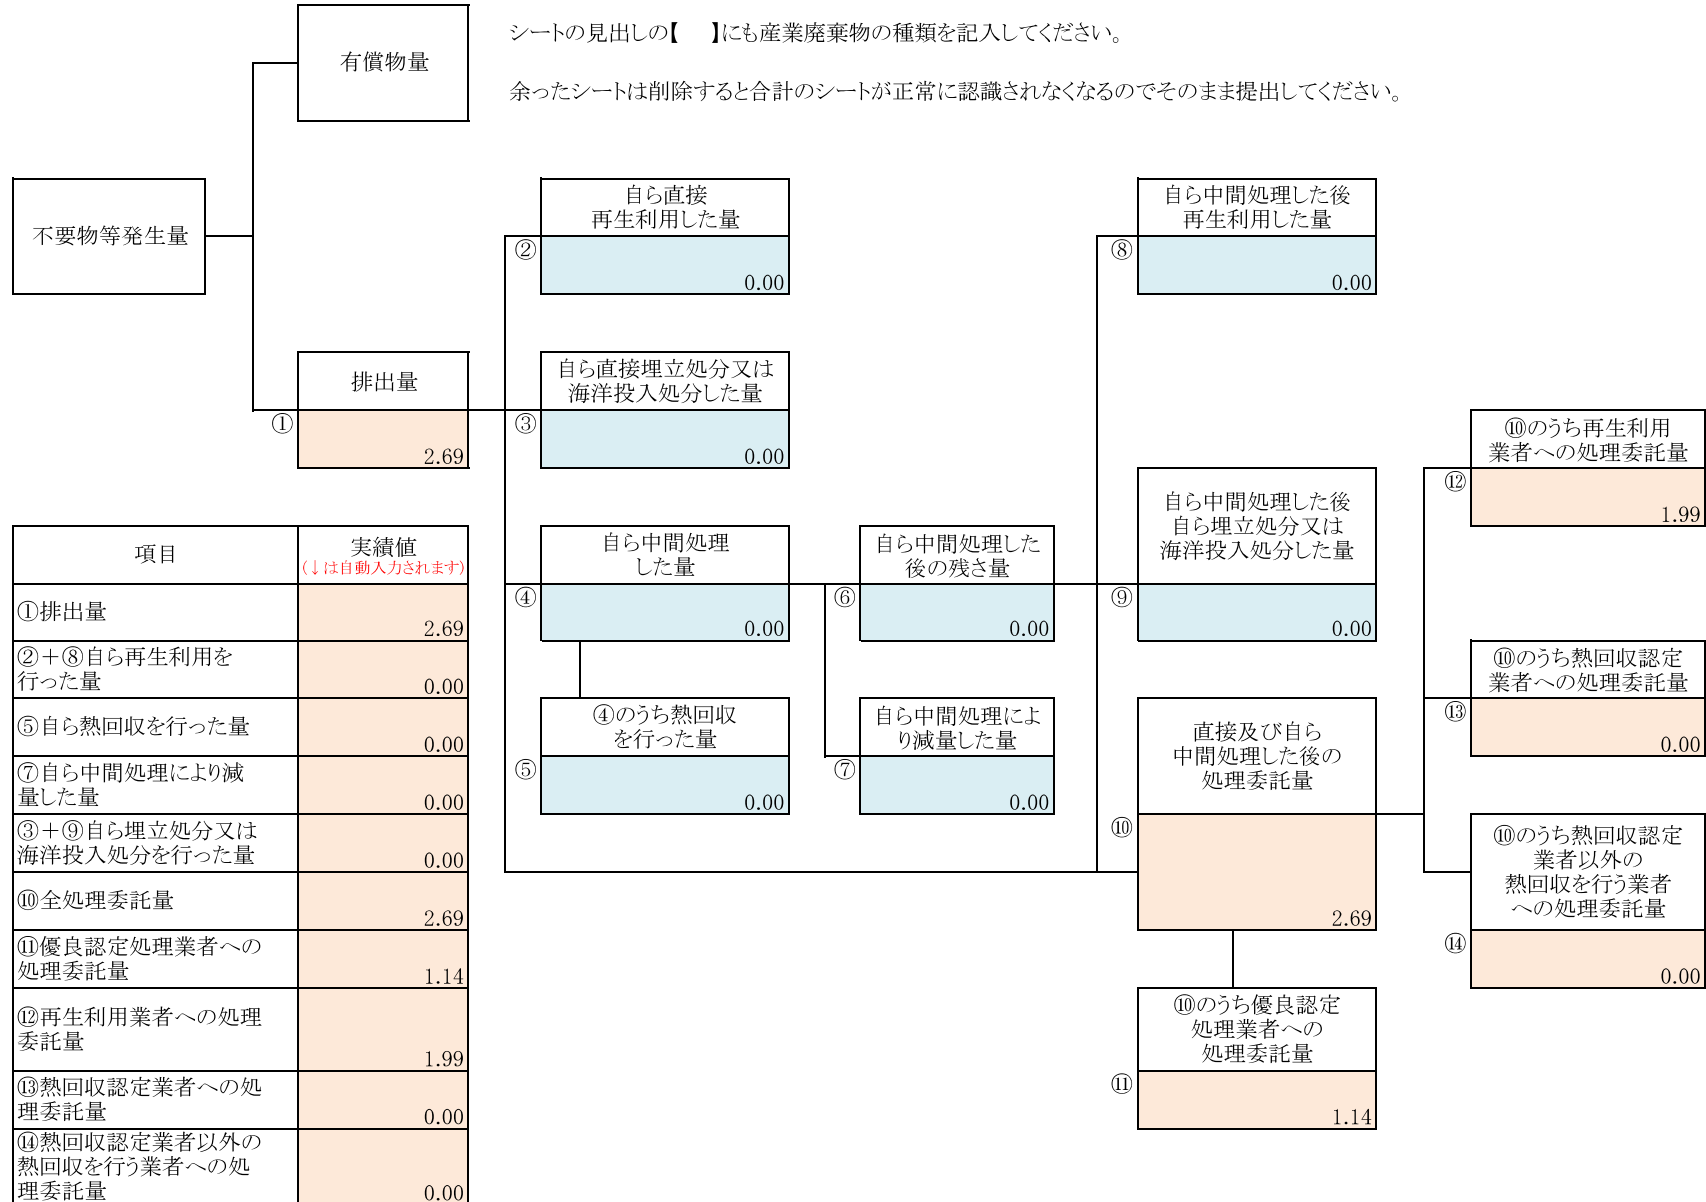 シートの見出しの【　】にも産業廃棄物の種類を記入してください。
余ったシートは削除すると合計のシートが正常に認識されなくなるのでそのまま提出してください。
有償物量
不要物等発生量
自ら直接
再生利用した量
②
0.00
自ら中間処理した後
再生利用した量
⑧
0.00
排出量
①
2.69
自ら直接埋立処分又は
海洋投入処分した量
③
0.00
⑩のうち再生利用
業者への処理委託量
⑫
1.99
自ら中間処理
した量
④
0.00
自ら中間処理した
後の残さ量
⑥
0.00
自ら中間処理した後
自ら埋立処分又は
海洋投入処分した量
⑨
0.00
⑩のうち熱回収認定
業者への処理委託量
⑬
0.00
④のうち熱回収
を行った量
⑤
0.00
自ら中間処理によ
り減量した量
⑦
0.00
直接及び自ら
中間処理した後の
処理委託量
⑩
2.69
⑩のうち熱回収認定
業者以外の
熱回収を行う業者
への処理委託量
⑭
0.00
⑩のうち優良認定
処理業者への
処理委託量
⑪
1.14
項目
実績値
（↓は自動入力されます）
①排出量
2.69
②＋⑧自ら再生利用を
行った量
0.00
⑤自ら熱回収を行った量
0.00
⑦自ら中間処理により減
量した量
0.00
③＋⑨自ら埋立処分又は
海洋投入処分を行った量
0.00
⑩全処理委託量
2.69
⑪優良認定処理業者への
処理委託量
1.14
⑫再生利用業者への処理
委託量
1.99
⑬熱回収認定業者への処
理委託量
0.00
⑭熱回収認定業者以外の
熱回収を行う業者への処
理委託量
0.00